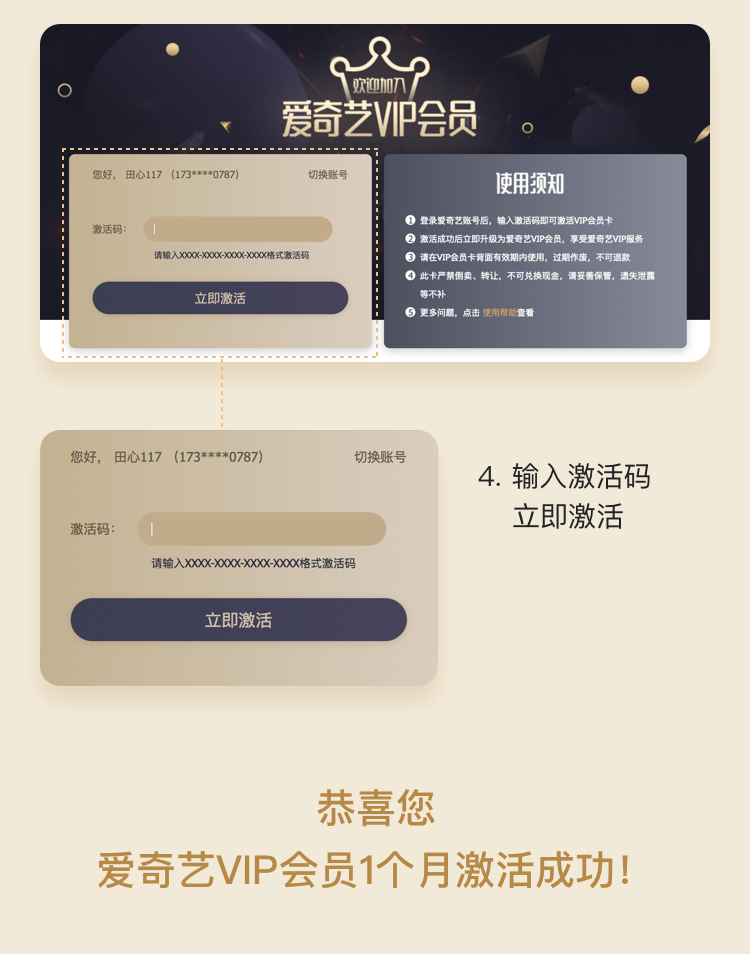 欢迎加入
爱奇艺VIP会员
您好， 田心117 （173****0787）
切换账号
激活码：
请输入XXXX-XXXX-XXXX-XXXX格式激活码
立即激活
使用须知
1 登录爱奇艺账号后，输入激活码即可激活VIP会员卡
2 激活成功后立即升级为爱奇艺VIP会员，享受爱奇艺VIP服务
3 请在VIP会员卡背面有效期内使用，过期作废，不可退款
4 此卡严禁倒卖、转让，不可兑换现金，请妥善保管，遗失泄露
等不补
5 更多问题，点击 使用帮助查看
您好， 田心117 （173****0787）
切换账号
激活码：
请输入XXXX-XXXX-XXXX-XXXX格式激活码
立即激活
4. 输入激活码
立即激活
恭喜您
爱奇艺VIP会员1个月激活成功！